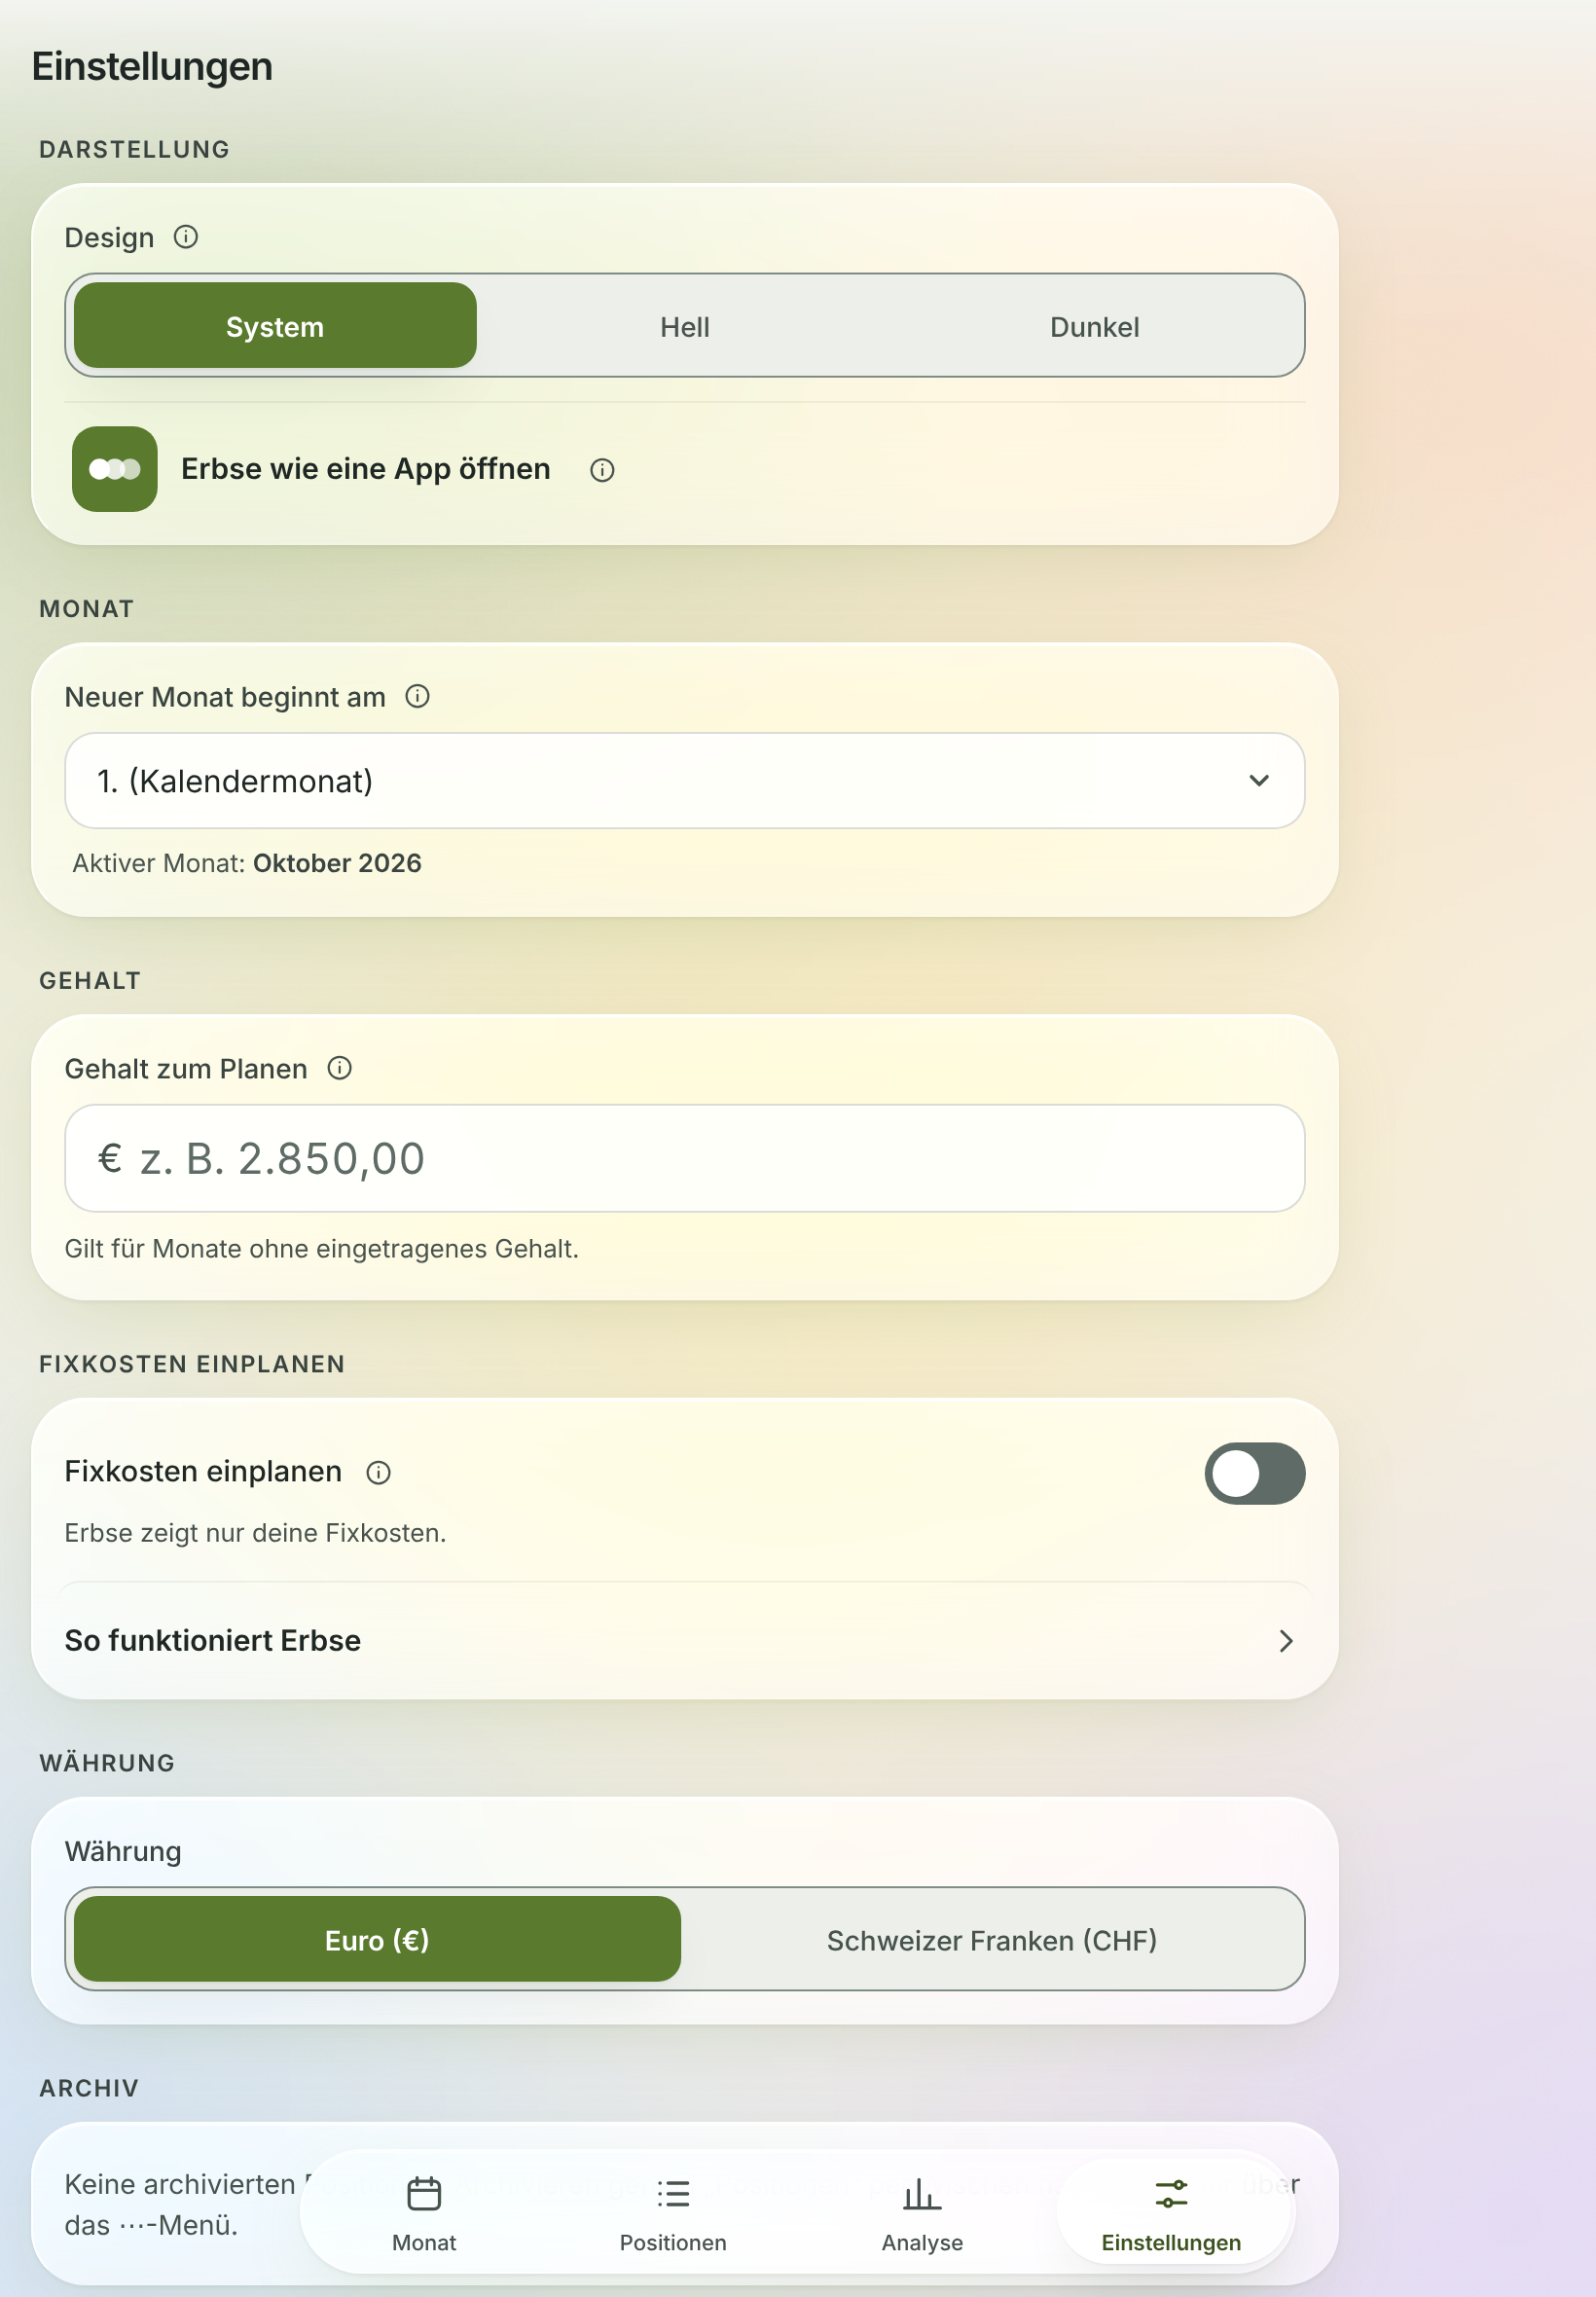 Einstellungen
DARSTELLUNG
Design
System
Hell
Dunkel
Erbse wie eine App öffnen
MONAT
Neuer Monat beginnt am
1. (Kalendermonat)
Aktiver Monat: Oktober 2026
GEHALT
Gehalt zum Planen
€ z. B. 2.850,00
Gilt für Monate ohne eingetragenes Gehalt.
FIXKOSTEN EINPLANEN
Fixkosten einplanen
Erbse zeigt nur deine Fixkosten.
So funktioniert Erbse
WÄHRUNG
Währung
Euro (€)
Schweizer Franken (CHF)
ARCHIV
Keine archivierten über
das ···-Menü.
Monat
Positionen
Analyse
Einstellungen